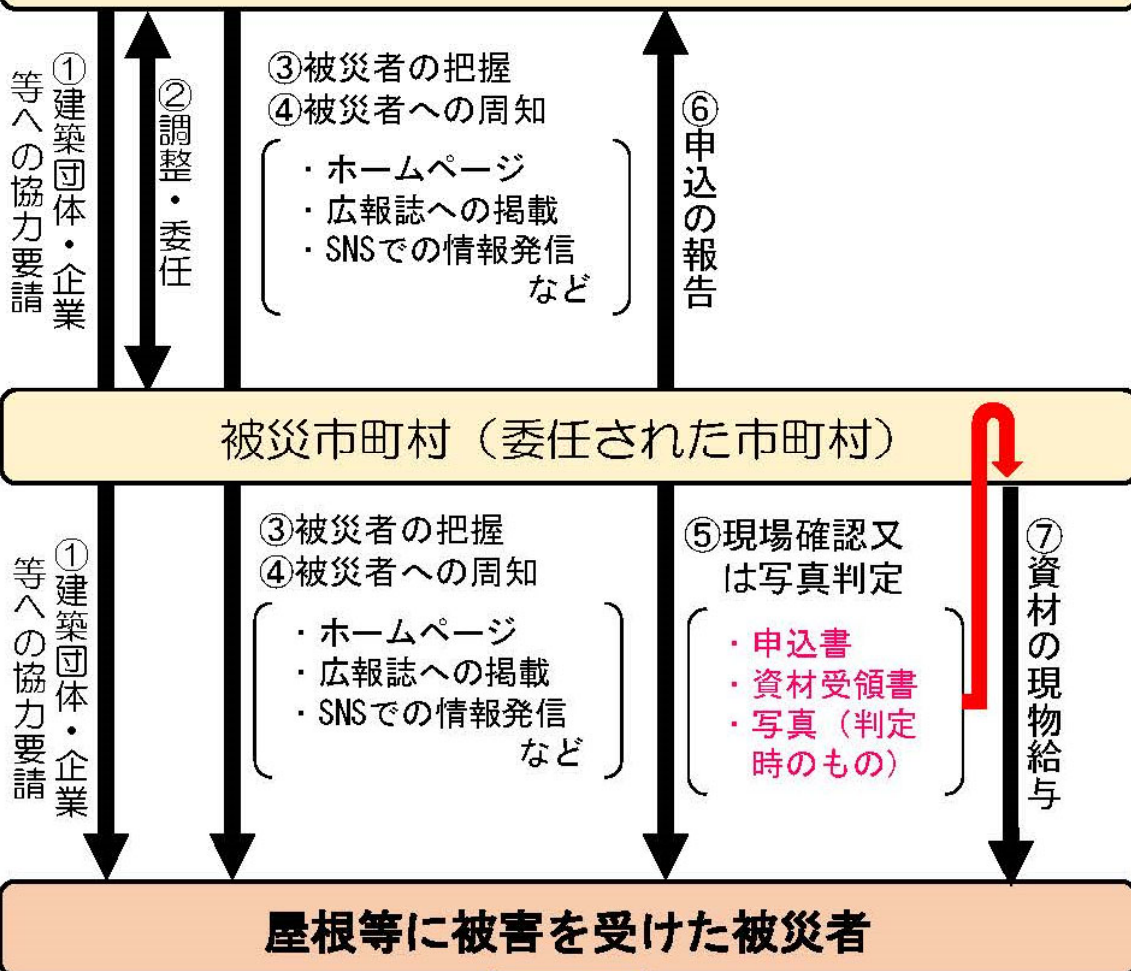 ①建築団体・企業
等への協力要請
②調整・委任
③被災者の把握
④被災者への周知
・ホームページ
・広報誌への掲載
・SNSでの情報発信
など
⑥申込の報告
被災市町村（委任された市町村）
①建築団体・企業
等への協力要請
③被災者の把握
④被災者への周知
・ホームページ
・広報誌への掲載
・SNSでの情報発信
など
⑤現場確認又
は写真判定
・申込書
・資材受領書
・写真（判定
時のもの）
⑦資材の現物給与
屋根等に被害を受けた被災者